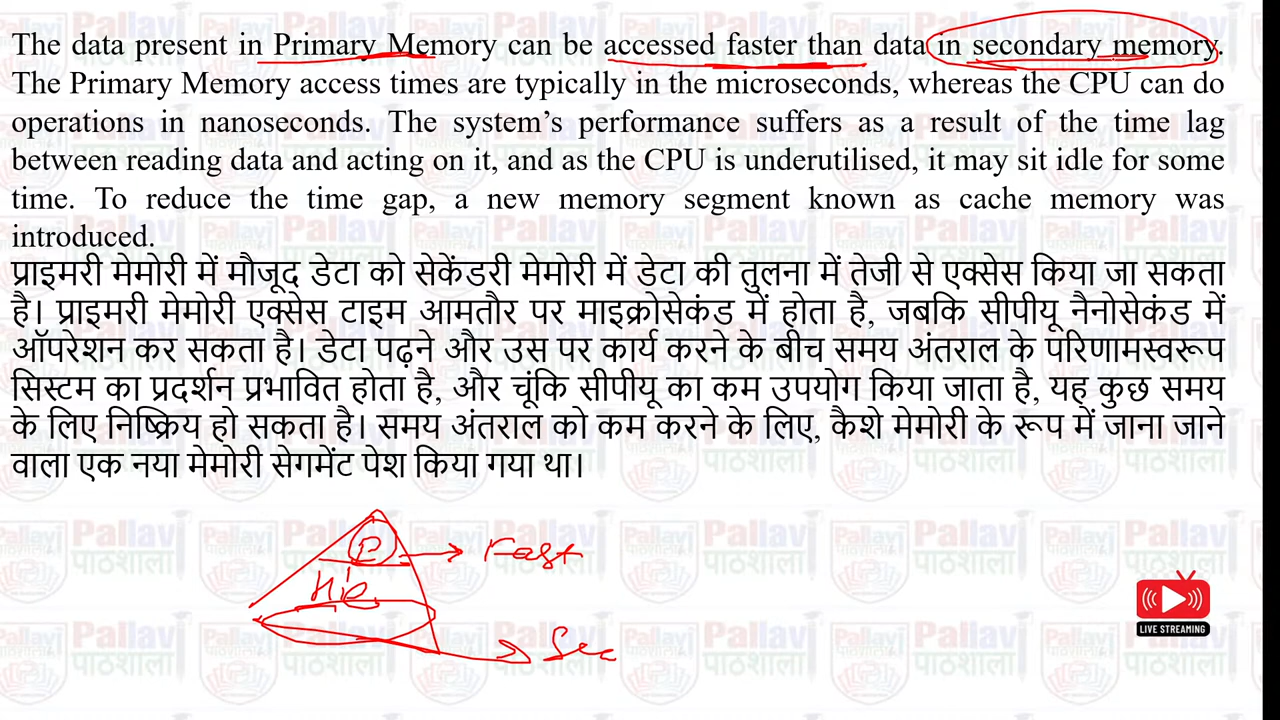 The data present in Primary Memory can be accessed faster than data in secondary memory.
The Primary Memory access times are typically in the microseconds, whereas the CPU can do
operations in nanoseconds. The system's performance suffers as a result of the time lag
between reading data and acting on it, and as the CPU is underutilised, it may sit idle for some
time. To reduce the time gap, a new memory segment known as cache memory was
introduced.
प्राइमरी मेमोरी में मौजूद डेटा को सेकेंडरी मेमोरी में डेटा की तुलना में तेजी से एक्सेस किया जा सकता
है। प्राइमरी मेमोरी एक्सेस टाइम आमतौर पर माइक्रोसेकंड में होता है, जबकि सीपीयू नैनोसेकंड में
ऑपरेशन कर सकता है। डेटा पढ़ने और उस पर कार्य करने के बीच समय अंतराल के परिणामस्वरूप
सिस्टम का प्रदर्शन प्रभावित होता है, और चूंकि सीपीयू का कम उपयोग किया जाता है, यह कुछ समय
के लिए निष्क्रिय हो सकता है। समय अंतराल को कम करने के लिए, कैशे मेमोरी के रूप में जाना जाने
वाला एक नया मेमोरी सेगमेंट पेश किया गया था।
P Fast
Sec
LIVE STREAMING